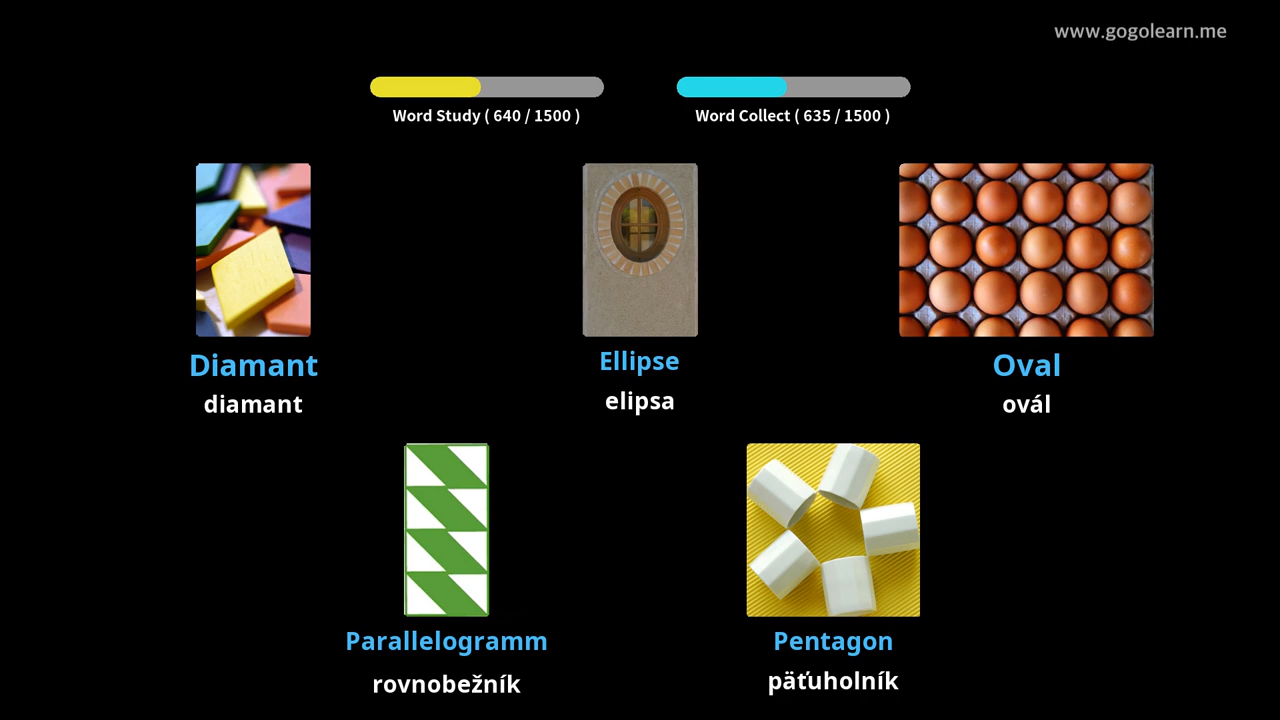 www.gogolearn.me
Word Study ( 640 / 1500 )
Word Collect ( 635 / 1500 )
Diamant
diamant
Ellipse
elipsa
Oval
ovál
Parallelogramm
rovnobežník
Pentagon
päťuholník